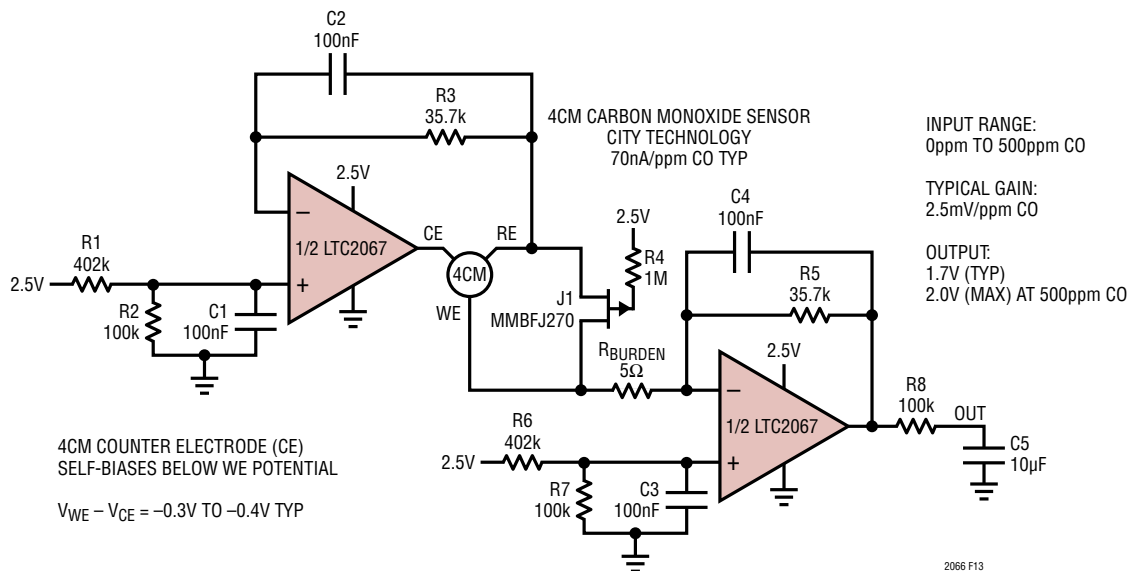 C2
100nF
R3
35.7k
4CM CARBON MONOXIDE SENSOR
CITY TECHNOLOGY
70nA/ppm CO TYP
INPUT RANGE:
0ppm TO 500ppm CO
TYPICAL GAIN:
2.5mV/ppm CO
OUTPUT:
1.7V (TYP)
2.0V (MAX) AT 500ppm CO
2.5V
–
1/2 LTC2067
+
CE
RE
4CM
WE
R1
402k
2.5V
R2
100k
C1
100nF
2.5V
R4
1M
J1
MMBFJ270
C4
100nF
R5
35.7k
RBURDEN
5Ω
2.5V
–
1/2 LTC2067
+
R8
100k
OUT
C5
10µF
R6
402k
2.5V
R7
100k
C3
100nF
4CM COUNTER ELECTRODE (CE)
SELF-BIASES BELOW WE POTENTIAL
VWE – VCE = –0.3V TO –0.4V TYP
2066 F13